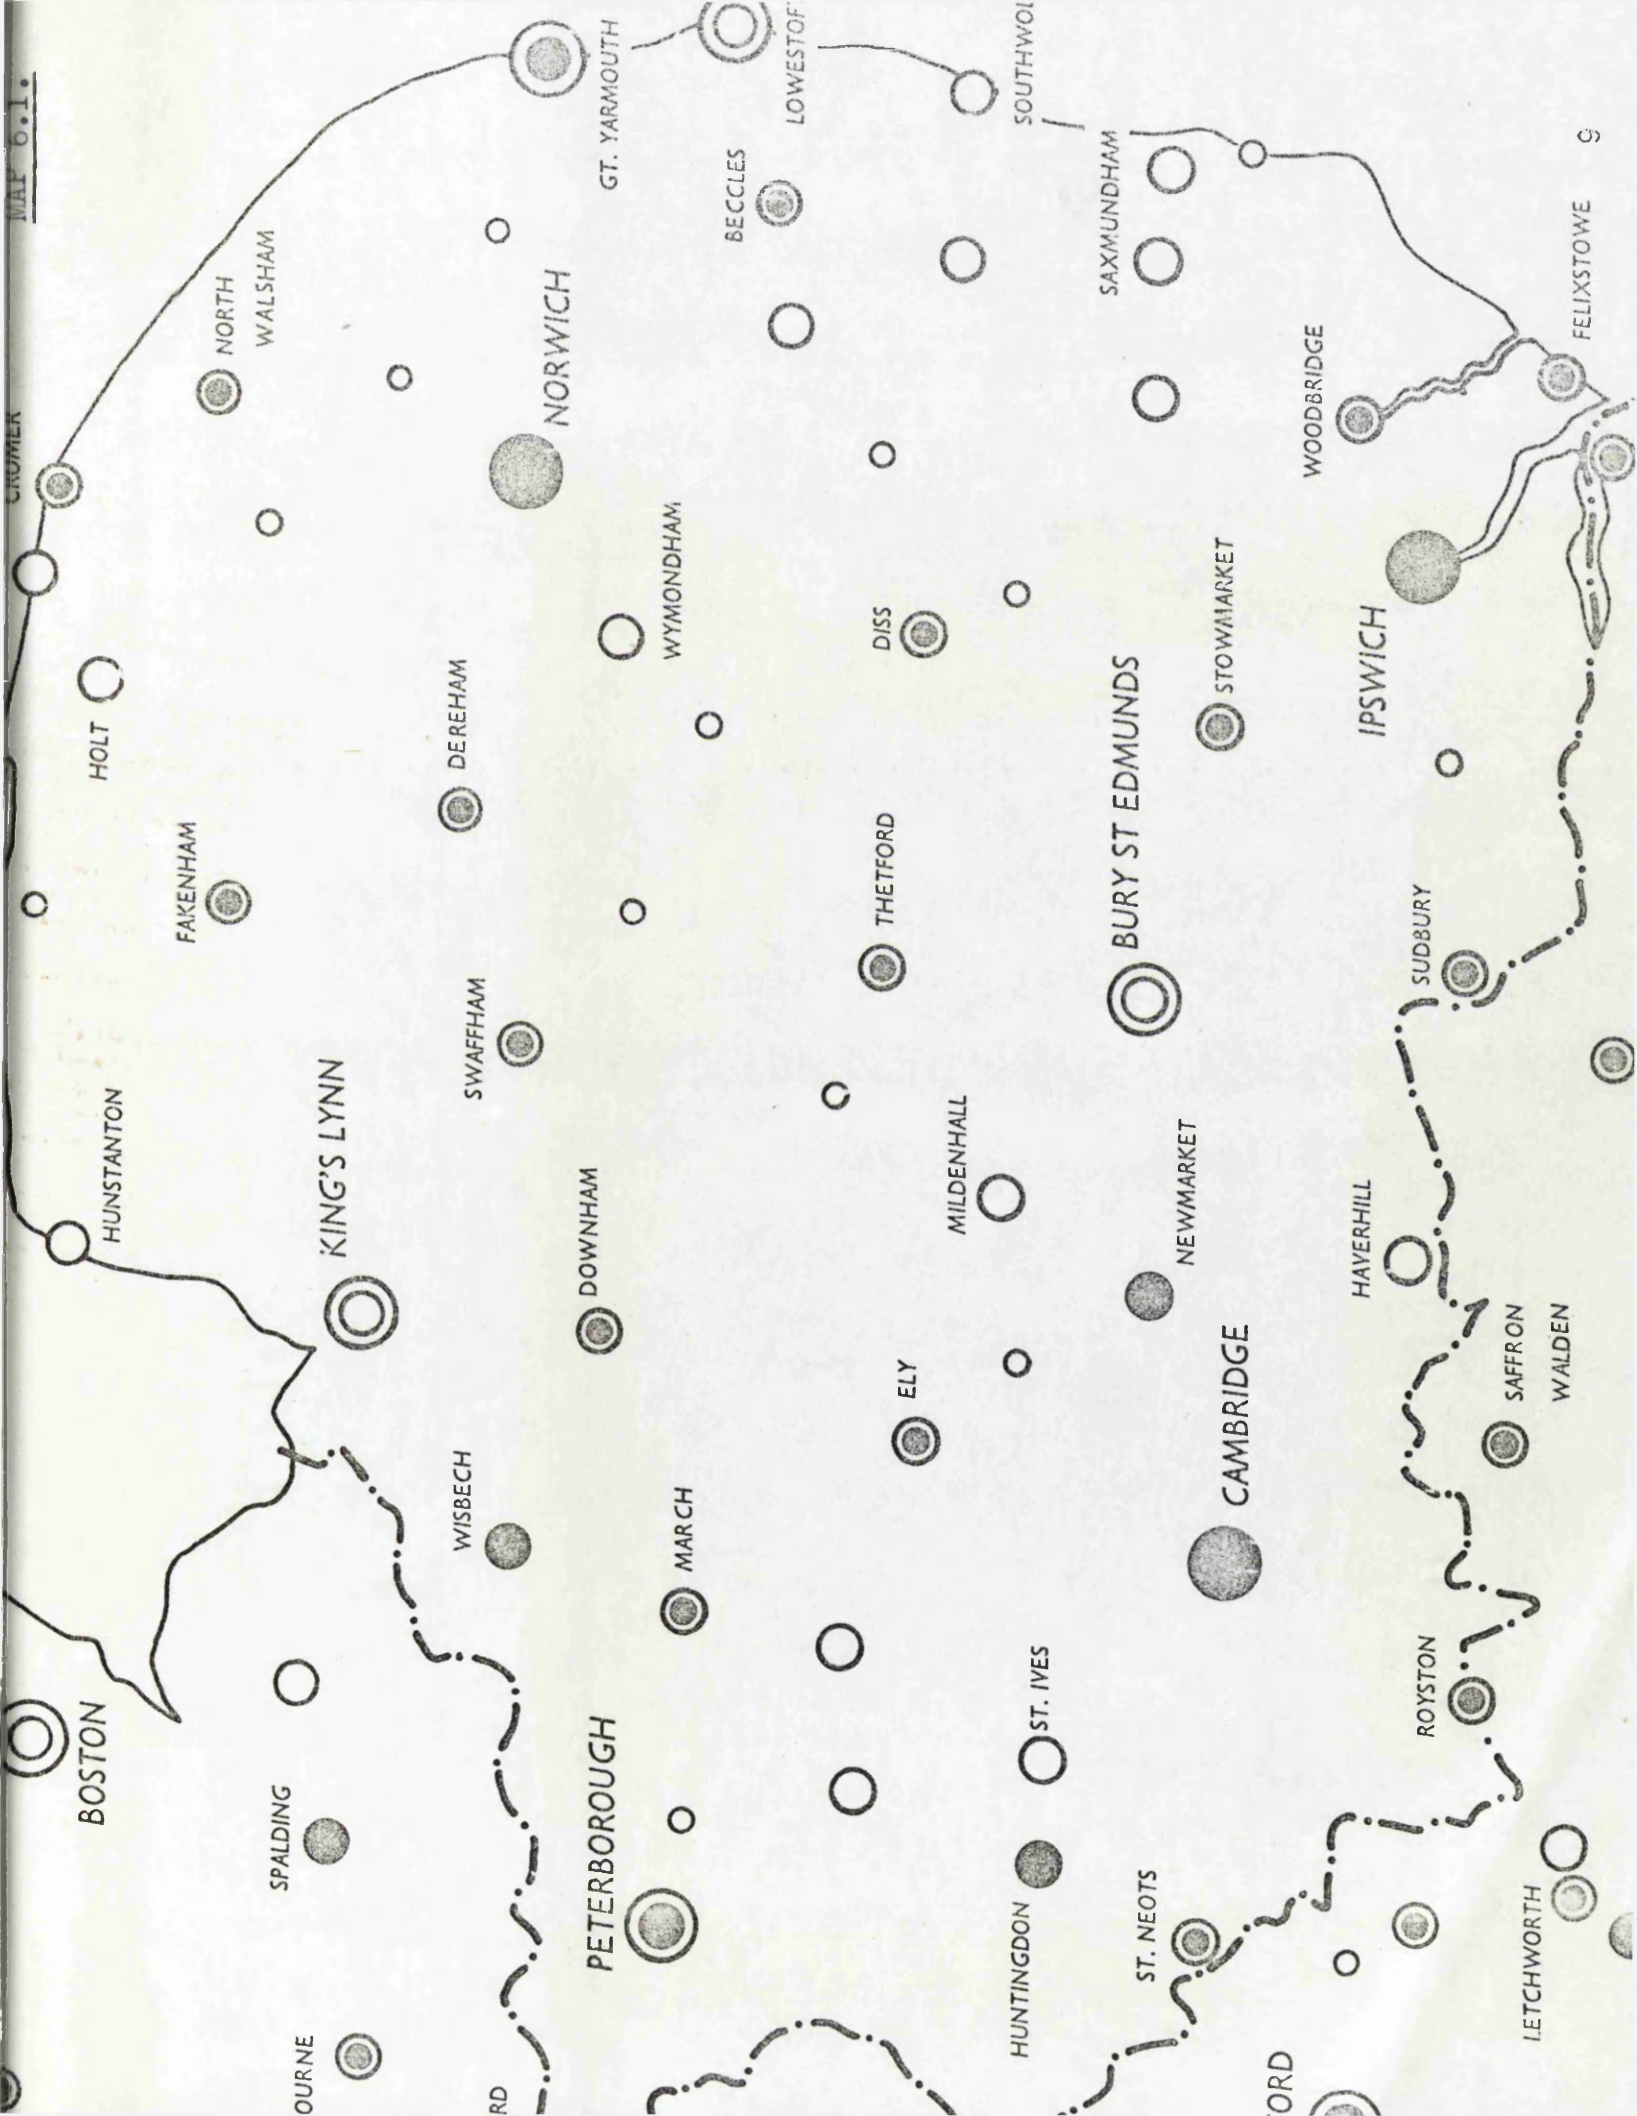 MAP 6.1.
CROMER
NORTH
WALSHAM
GT. YARMOUTH
LOWESTOF
SOUTHWOL
BECCLES
NORWICH
SAXMUNDHAM
9
FELIXSTOWE
WOODBRIDGE
HOLT
WYMONDHAM
DEREHAM
DISS
STOWMARKET
IPSWICH
FAKENHAM
THETFORD
BURY ST EDMUNDS
SUDBURY
SWAFFHAM
HUNSTANTON
KING'S LYNN
DOWNHAM
MILDENHALL
NEWMARKET
HAVERHILL
ELY
CAMBRIDGE
SAFFRON
WALDEN
WISBECH
MARCH
BOSTON
SPALDING
PETERBOROUGH
ST. IVES
ROYSTON
HUNTINGDON
ST. NEOTS
LETCHWORTH
OURNE
RD
FORD